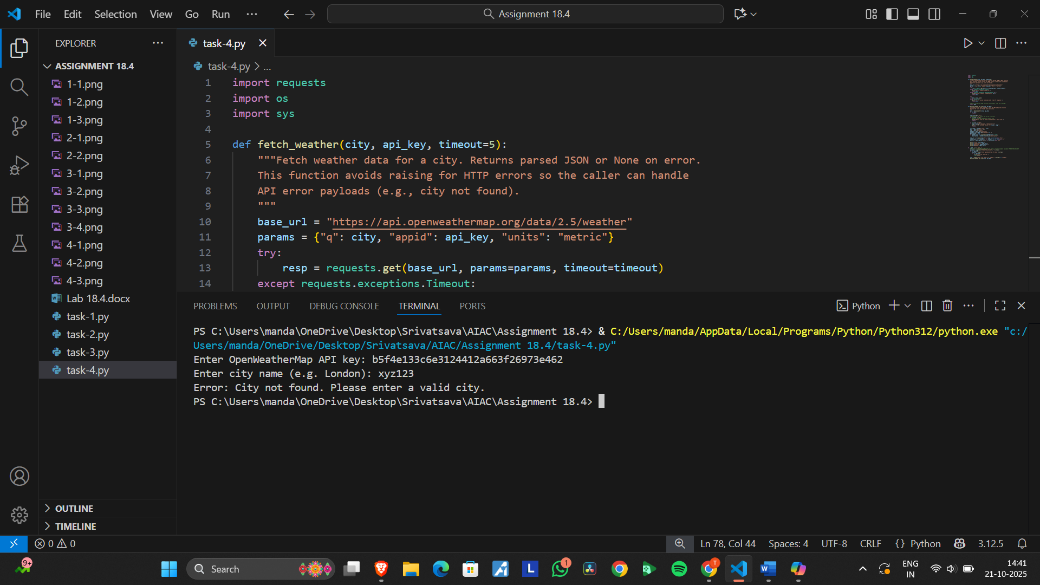 File Edit Selection View Go Run ··· Assignment 18.4
EXPLORER ···
ASSIGNMENT 18.4
1-1.png
1-2.png
1-3.png
2-1.png
2-2.png
3-1.png
3-2.png
3-3.png
3-4.png
4-1.png
4-2.png
4-3.png
Lab 18.4.docx
task-1.py
task-2.py
task-3.py
task-4.py
OUTLINE
TIMELINE
task-4.py
task-4.py > ...
1 import requests
2 import os
3 import sys
4
5 def fetch_weather(city, api_key, timeout=5):
6 """Fetch weather data for a city. Returns parsed JSON or None on error.
7 This function avoids raising for HTTP errors so the caller can handle
8 API error payloads (e.g., city not found).
9 """
10 base_url = "https://api.openweathermap.org/data/2.5/weather"
11 params = {"q": city, "appid": api_key, "units": "metric"}
12 try:
13 resp = requests.get(base_url, params=params, timeout=timeout)
14 except requests.exceptions.Timeout:
PROBLEMS OUTPUT DEBUG CONSOLE TERMINAL PORTS Python
PS C:\Users\manda\OneDrive\Desktop\Srivatsava\AIAC\Assignment 18.4> & C:/Users/manda/AppData/Local/Programs/Python/Python312/python.exe "c:/
Users/manda/OneDrive/Desktop/Srivatsava/AIAC/Assignment 18.4/task-4.py"
Enter OpenWeatherMap API key: b5f4e133c6e3124412a663f26973e462
Enter city name (e.g. London): xyz123
Error: City not found. Please enter a valid city.
PS C:\Users\manda\OneDrive\Desktop\Srivatsava\AIAC\Assignment 18.4>
0 0 Ln 78, Col 44 Spaces: 4 UTF-8 CRLF {} Python 3.12.5
9+ Search 1 ENG IN 14:41 21-10-2025